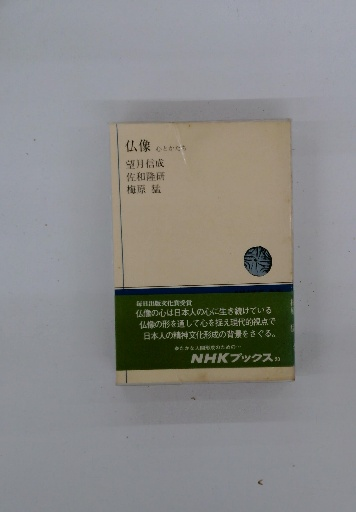 仏像 心とかたち
望月信成
佐和隆研
梅原 猛
毎日出版文化賞受賞
仏像の心は日本人の心に生き続けている
仏像の形を通して心を捉え現代的視点で
日本人の精神文化形成の背景をさぐる。
NHKブックス 20